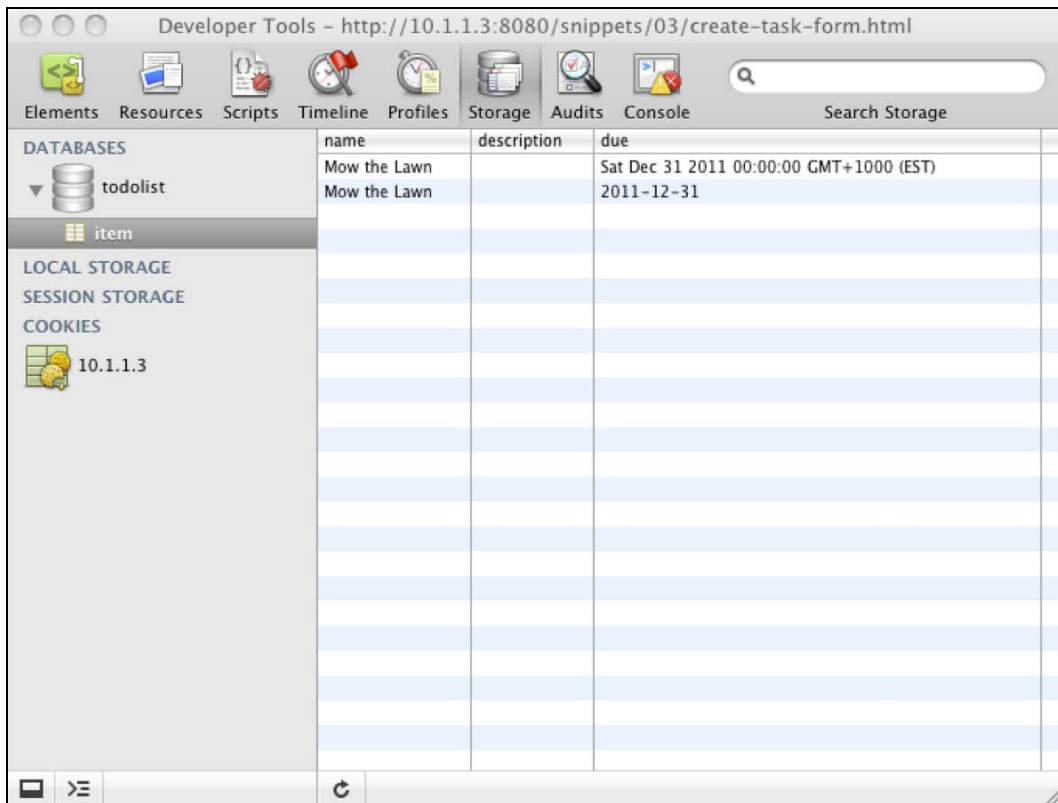 Developer Tools – http://10.1.1.3:8080/snippets/03/create-task-form.html
Elements Resources Scripts Timeline Profiles Storage Audits Console Search Storage
DATABASES
name description due
todolist
Mow the Lawn Sat Dec 31 2011 00:00:00 GMT+1000 (EST)
Mow the Lawn 2011-12-31
item
LOCAL STORAGE
SESSION STORAGE
COOKIES
10.1.1.3